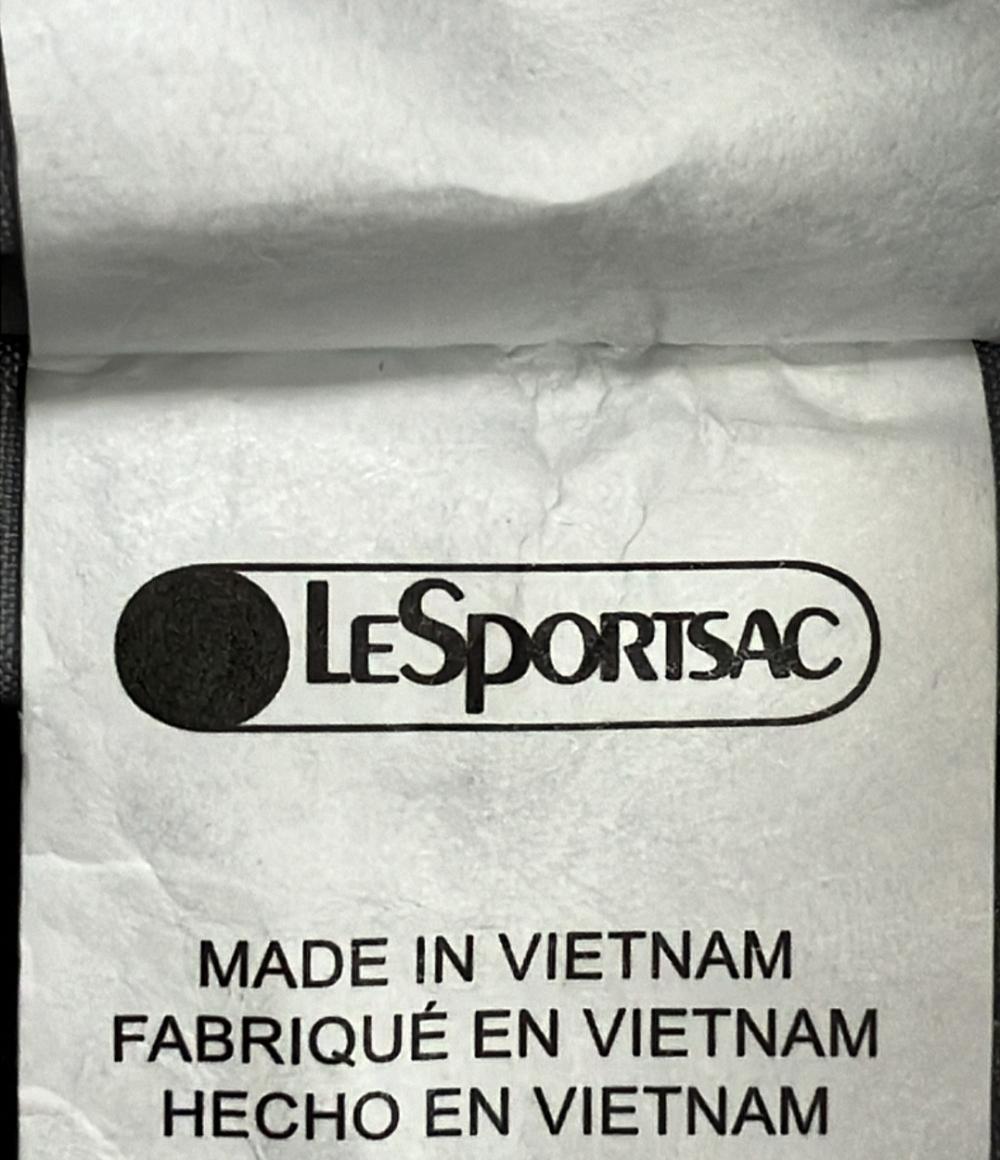 LESPORTSAC
MADE IN VIETNAM
FABRIQUÉ EN VIETNAM
HECHO EN VIETNAM